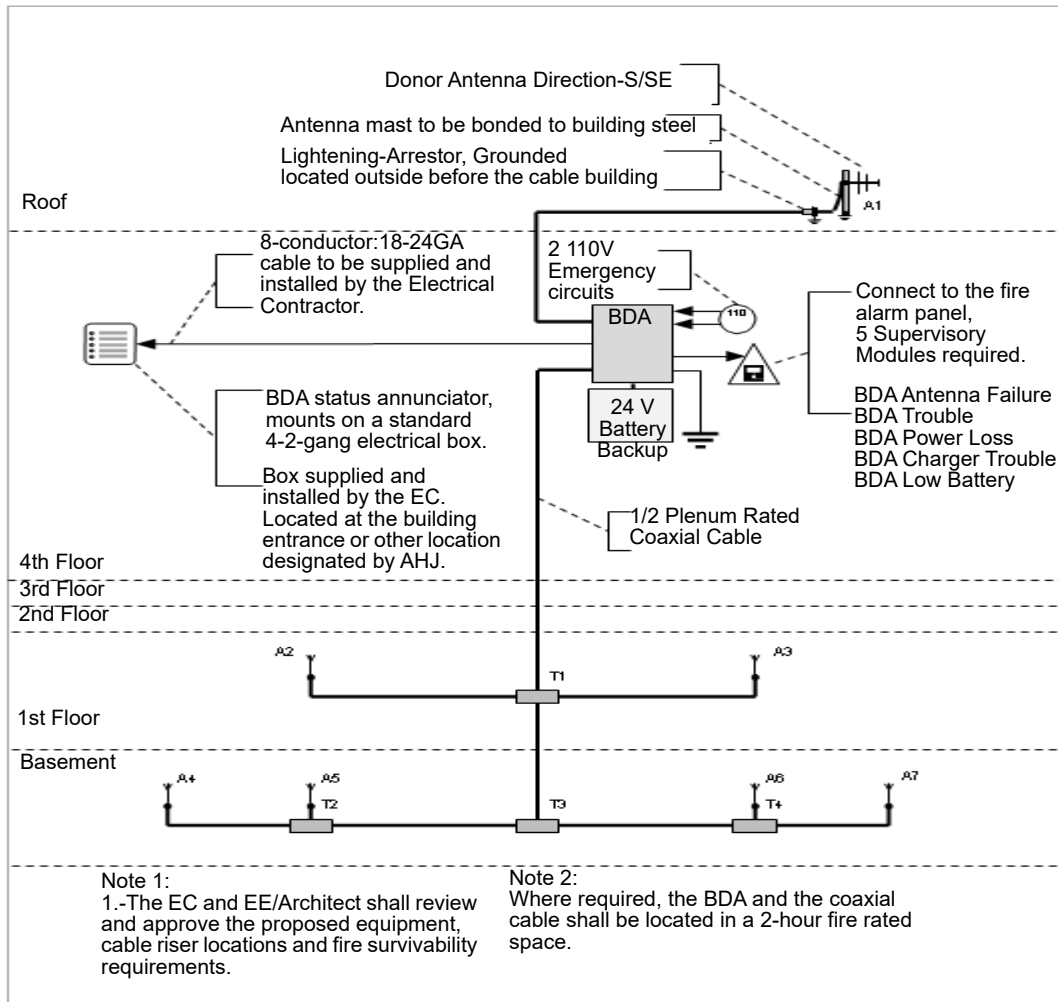 Donor Antenna Direction-S/SE
Antenna mast to be bonded to building steel
Lightening-Arrestor, Grounded
located outside before the cable building
A1
Roof
8-conductor:18-24GA
cable to be supplied and
installed by the Electrical
Contractor.
2 110V
Emergency
circuits
BDA
110
Connect to the fire
alarm panel,
5 Supervisory
Modules required.
BDA Antenna Failure
BDA Trouble
BDA Power Loss
BDA Charger Trouble
BDA Low Battery
24 V
Battery
Backup
BDA status annunciator,
mounts on a standard
4-2-gang electrical box.
Box supplied and
installed by the EC.
Located at the building
entrance or other location
designated by AHJ.
1/2 Plenum Rated
Coaxial Cable
4th Floor
3rd Floor
2nd Floor
A2
A3
T1
1st Floor
Basement
A4
A5
A6
A7
T2
T3
T4
Note 1:
1.-The EC and EE/Architect shall review
and approve the proposed equipment,
cable riser locations and fire survivability
requirements.
Note 2:
Where required, the BDA and the coaxial
cable shall be located in a 2-hour fire rated
space.